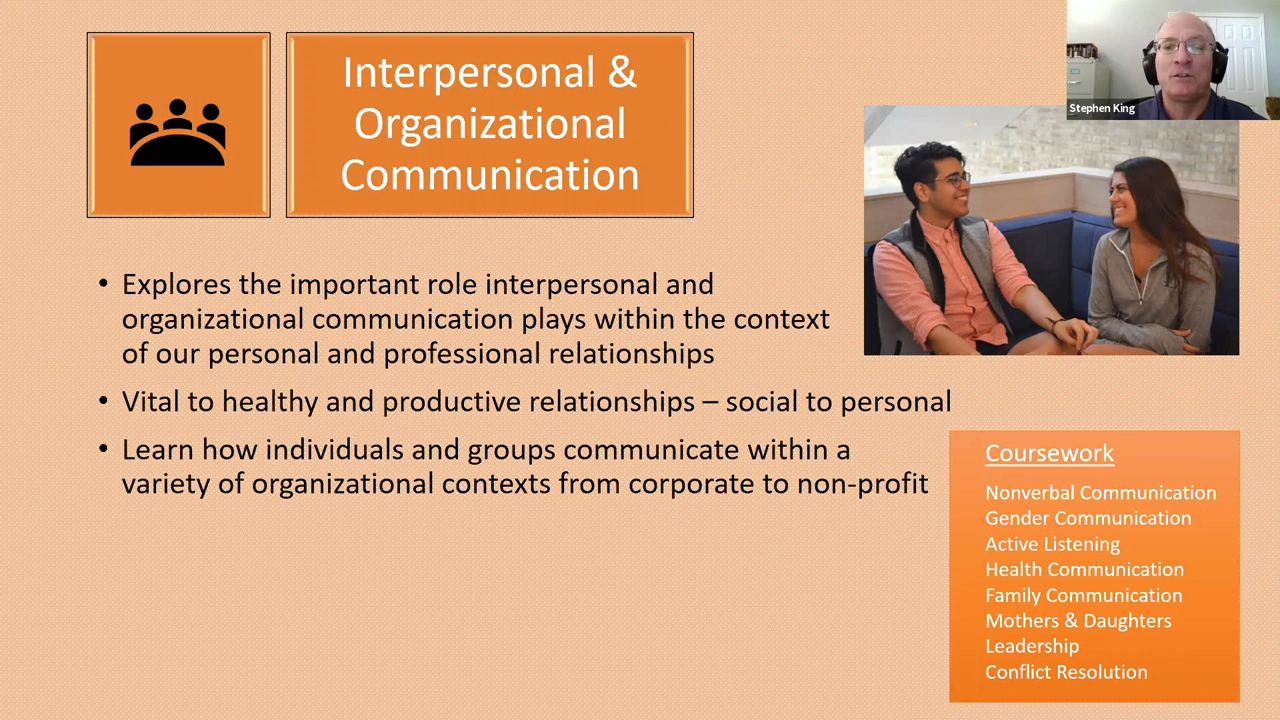 Interpersonal &
Organizational
Communication
Stephen King
• Explores the important role interpersonal and
organizational communication plays within the context
of our personal and professional relationships
• Vital to healthy and productive relationships – social to personal
• Learn how individuals and groups communicate within a
variety of organizational contexts from corporate to non-profit
Coursework
Nonverbal Communication
Gender Communication
Active Listening
Health Communication
Family Communication
Mothers & Daughters
Leadership
Conflict Resolution